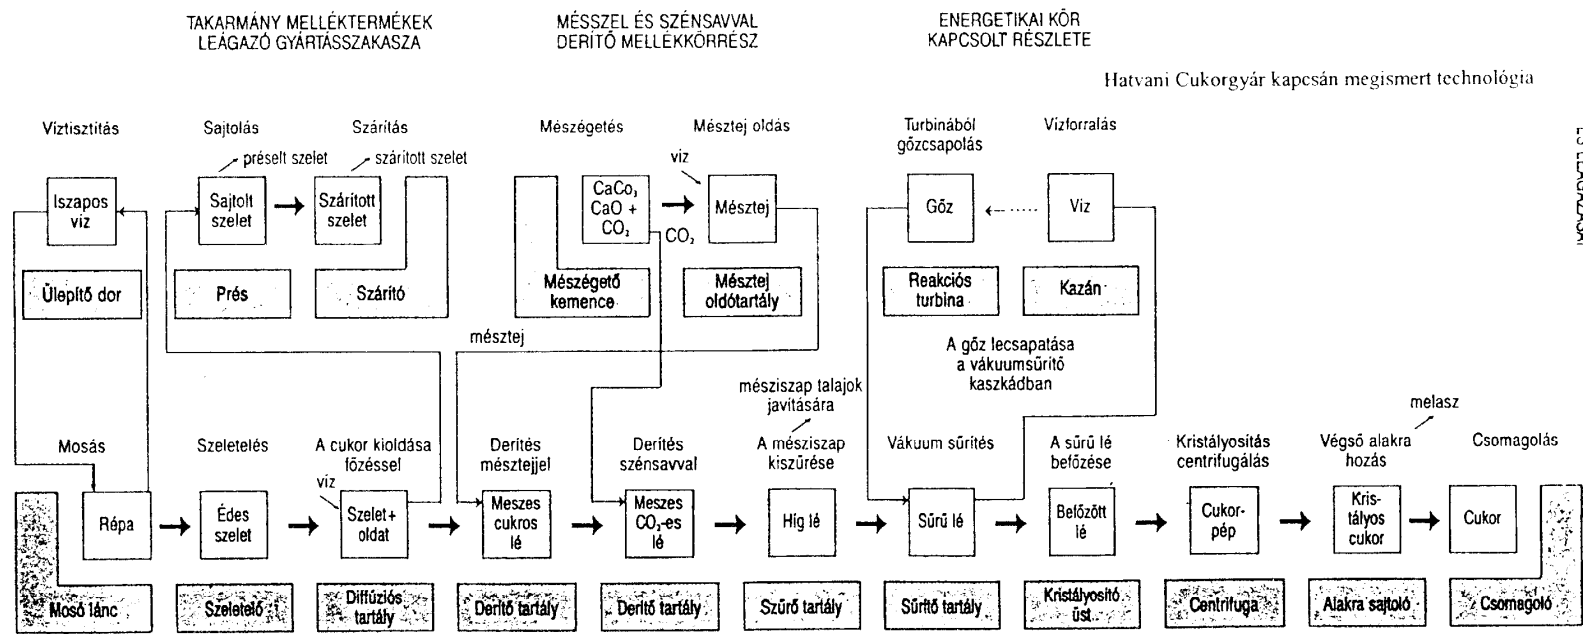 TAKARMÁNY MELLÉKTERMÉKEK
LEÁGAZÓ GYÁRTÁSSZAKASZA
MÉSSZEL ÉS SZÉNSAVVAL
DERÍTŐ MELLÉKKÖRRÉSZ
ENERGETIKAI KÖR
KAPCSOLT RÉSZLETE
Hatvani Cukorgyár kapcsán megismert technológia
Víztisztítás
Sajtolás
Szárítás
Mészégetés
Mésztej oldás
Turbinából
gőzcsapolás
Vízforralás
préselt szelet
szárított szelet
víz
Iszapos
víz
Sajtolt
szelet
Szárított
szelet
CaCo₃
CaO +
CO₂
CO₂
Mésztej
Gőz
Víz
Ülepítő dor
Prés
Szárító
Mészégető
kemence
Mésztej
oldótartály
Reakciós
turbina
Kazán
mésztej
A gőz lecsapatása
a vákuumsűrítő
kaszkádban
mésziszap talajok
javítására
melasz
Mosás
Szeletelés
A cukor kioldása
főzéssel
Derítés
mésztejjel
Derítés
szénsavval
A mésziszap
kiszűrése
Vákuum sűrítés
A sűrű lé
befőzése
Kristályosítás
centrifugálás
Végső alakra
hozás
Csomagolás
víz
Répa
Édes
szelet
Szelet+
oldat
Meszes
cukros
lé
Meszes
CO₂-es
lé
Híg lé
Sűrű lé
Befőzött
lé
Cukor-
pép
Kris-
tályos
cukor
Cukor
Mosó lánc
Szeletelő
Diffúziós
tartály
Derítő tartály
Derítő tartály
Szűrő tartály
Sűrítő tartály
Kristályosító
üst
Centrifuga
Alakra sajtoló
Csomagoló